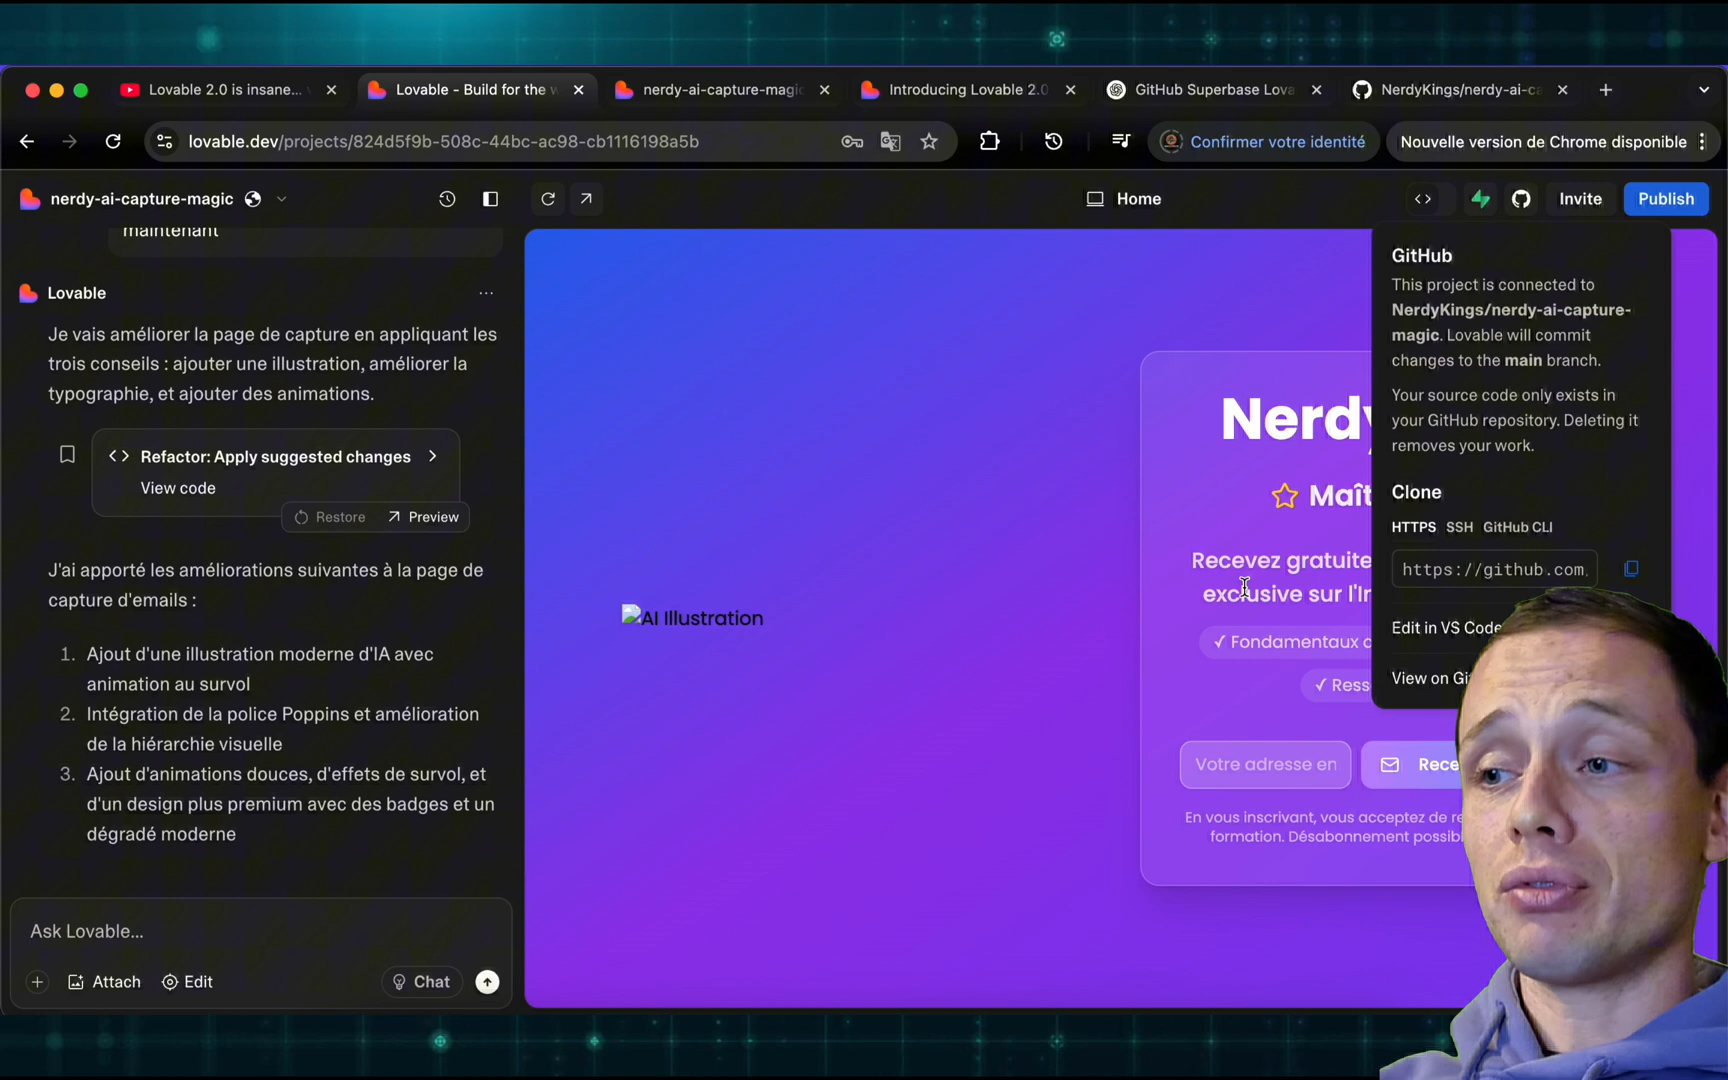 Lovable 2.0 is insane...
Lovable - Build for the w
nerdy-ai-capture-magic
Introducing Lovable 2.0
GitHub Superbase Lova
NerdyKings/nerdy-ai-ca
lovable.dev/projects/824d5f9b-508c-44bc-ac98-cb1116198a5b
Confirmer votre identité
Nouvelle version de Chrome disponible
nerdy-ai-capture-magic
Home
Invite
Publish
maintenant
Lovable
Je vais améliorer la page de capture en appliquant les
trois conseils : ajouter une illustration, améliorer la
typographie, et ajouter des animations.
Refactor: Apply suggested changes
View code
Restore
Preview
J'ai apporté les améliorations suivantes à la page de
capture d'emails :
1. Ajout d'une illustration moderne d'IA avec
animation au survol
2. Intégration de la police Poppins et amélioration
de la hiérarchie visuelle
3. Ajout d'animations douces, d'effets de survol, et
d'un design plus premium avec des badges et un
dégradé moderne
Ask Lovable...
Attach
Edit
Chat
AI Illustration
Nerdy
Maît
Recevez gratuite
exclusive sur l'In
✓ Fondamentaux
✓ Ress
Votre adresse em
Rece
En vous inscrivant, vous acceptez de re
formation. Désabonnement possib
GitHub
This project is connected to
NerdyKings/nerdy-ai-capture-
magic. Lovable will commit
changes to the main branch.
Your source code only exists in
your GitHub repository. Deleting it
removes your work.
Clone
HTTPS SSH GitHub CLI
https://github.com
Edit in VS Code
View on Gi